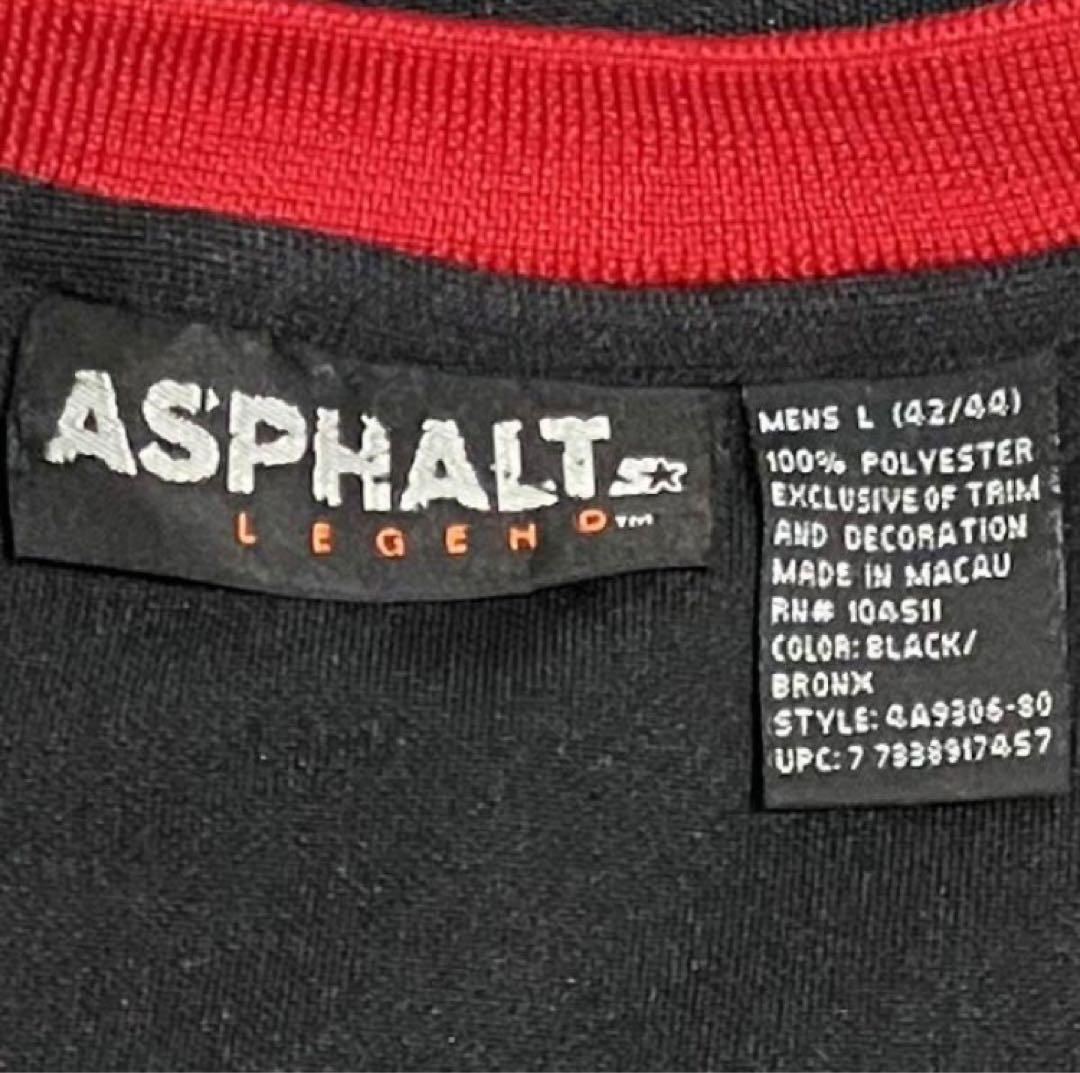 ASPHALT S
LEGEND™
MENS L (42/44)
100% POLYESTER
EXCLUSIVE OF TRIM
AND DECORATION
MADE IN MACAU
RN# 104511
COLOR: BLACK/
BRONX
STYLE: 4A9306-80
UPC: 7 7338917457